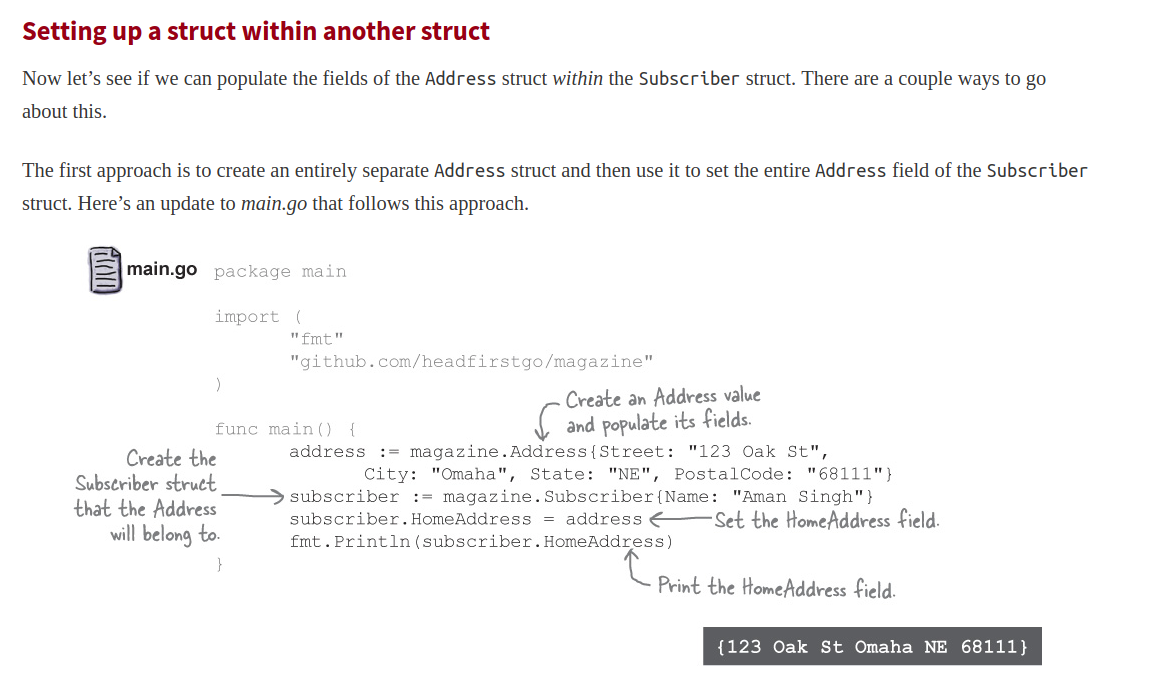 Setting up a struct within another struct
Now let’s see if we can populate the fields of the Address struct within the Subscriber struct. There are a couple ways to go
about this.
The first approach is to create an entirely separate Address struct and then use it to set the entire Address field of the Subscriber
struct. Here’s an update to main.go that follows this approach.
main.go
package main
import (
"fmt"
"github.com/headfirstgo/magazine"
)
Create an Address value
and populate its fields.
func main() {
address := magazine.Address{Street: "123 Oak St",
City: "Omaha", State: "NE", PostalCode: "68111"}
Create the
Subscriber struct
that the Address
will belong to.
subscriber := magazine.Subscriber{Name: "Aman Singh"}
subscriber.HomeAddress = address
Set the HomeAddress field.
fmt.Println(subscriber.HomeAddress)
}
Print the HomeAddress field.
{123 Oak St Omaha NE 68111}